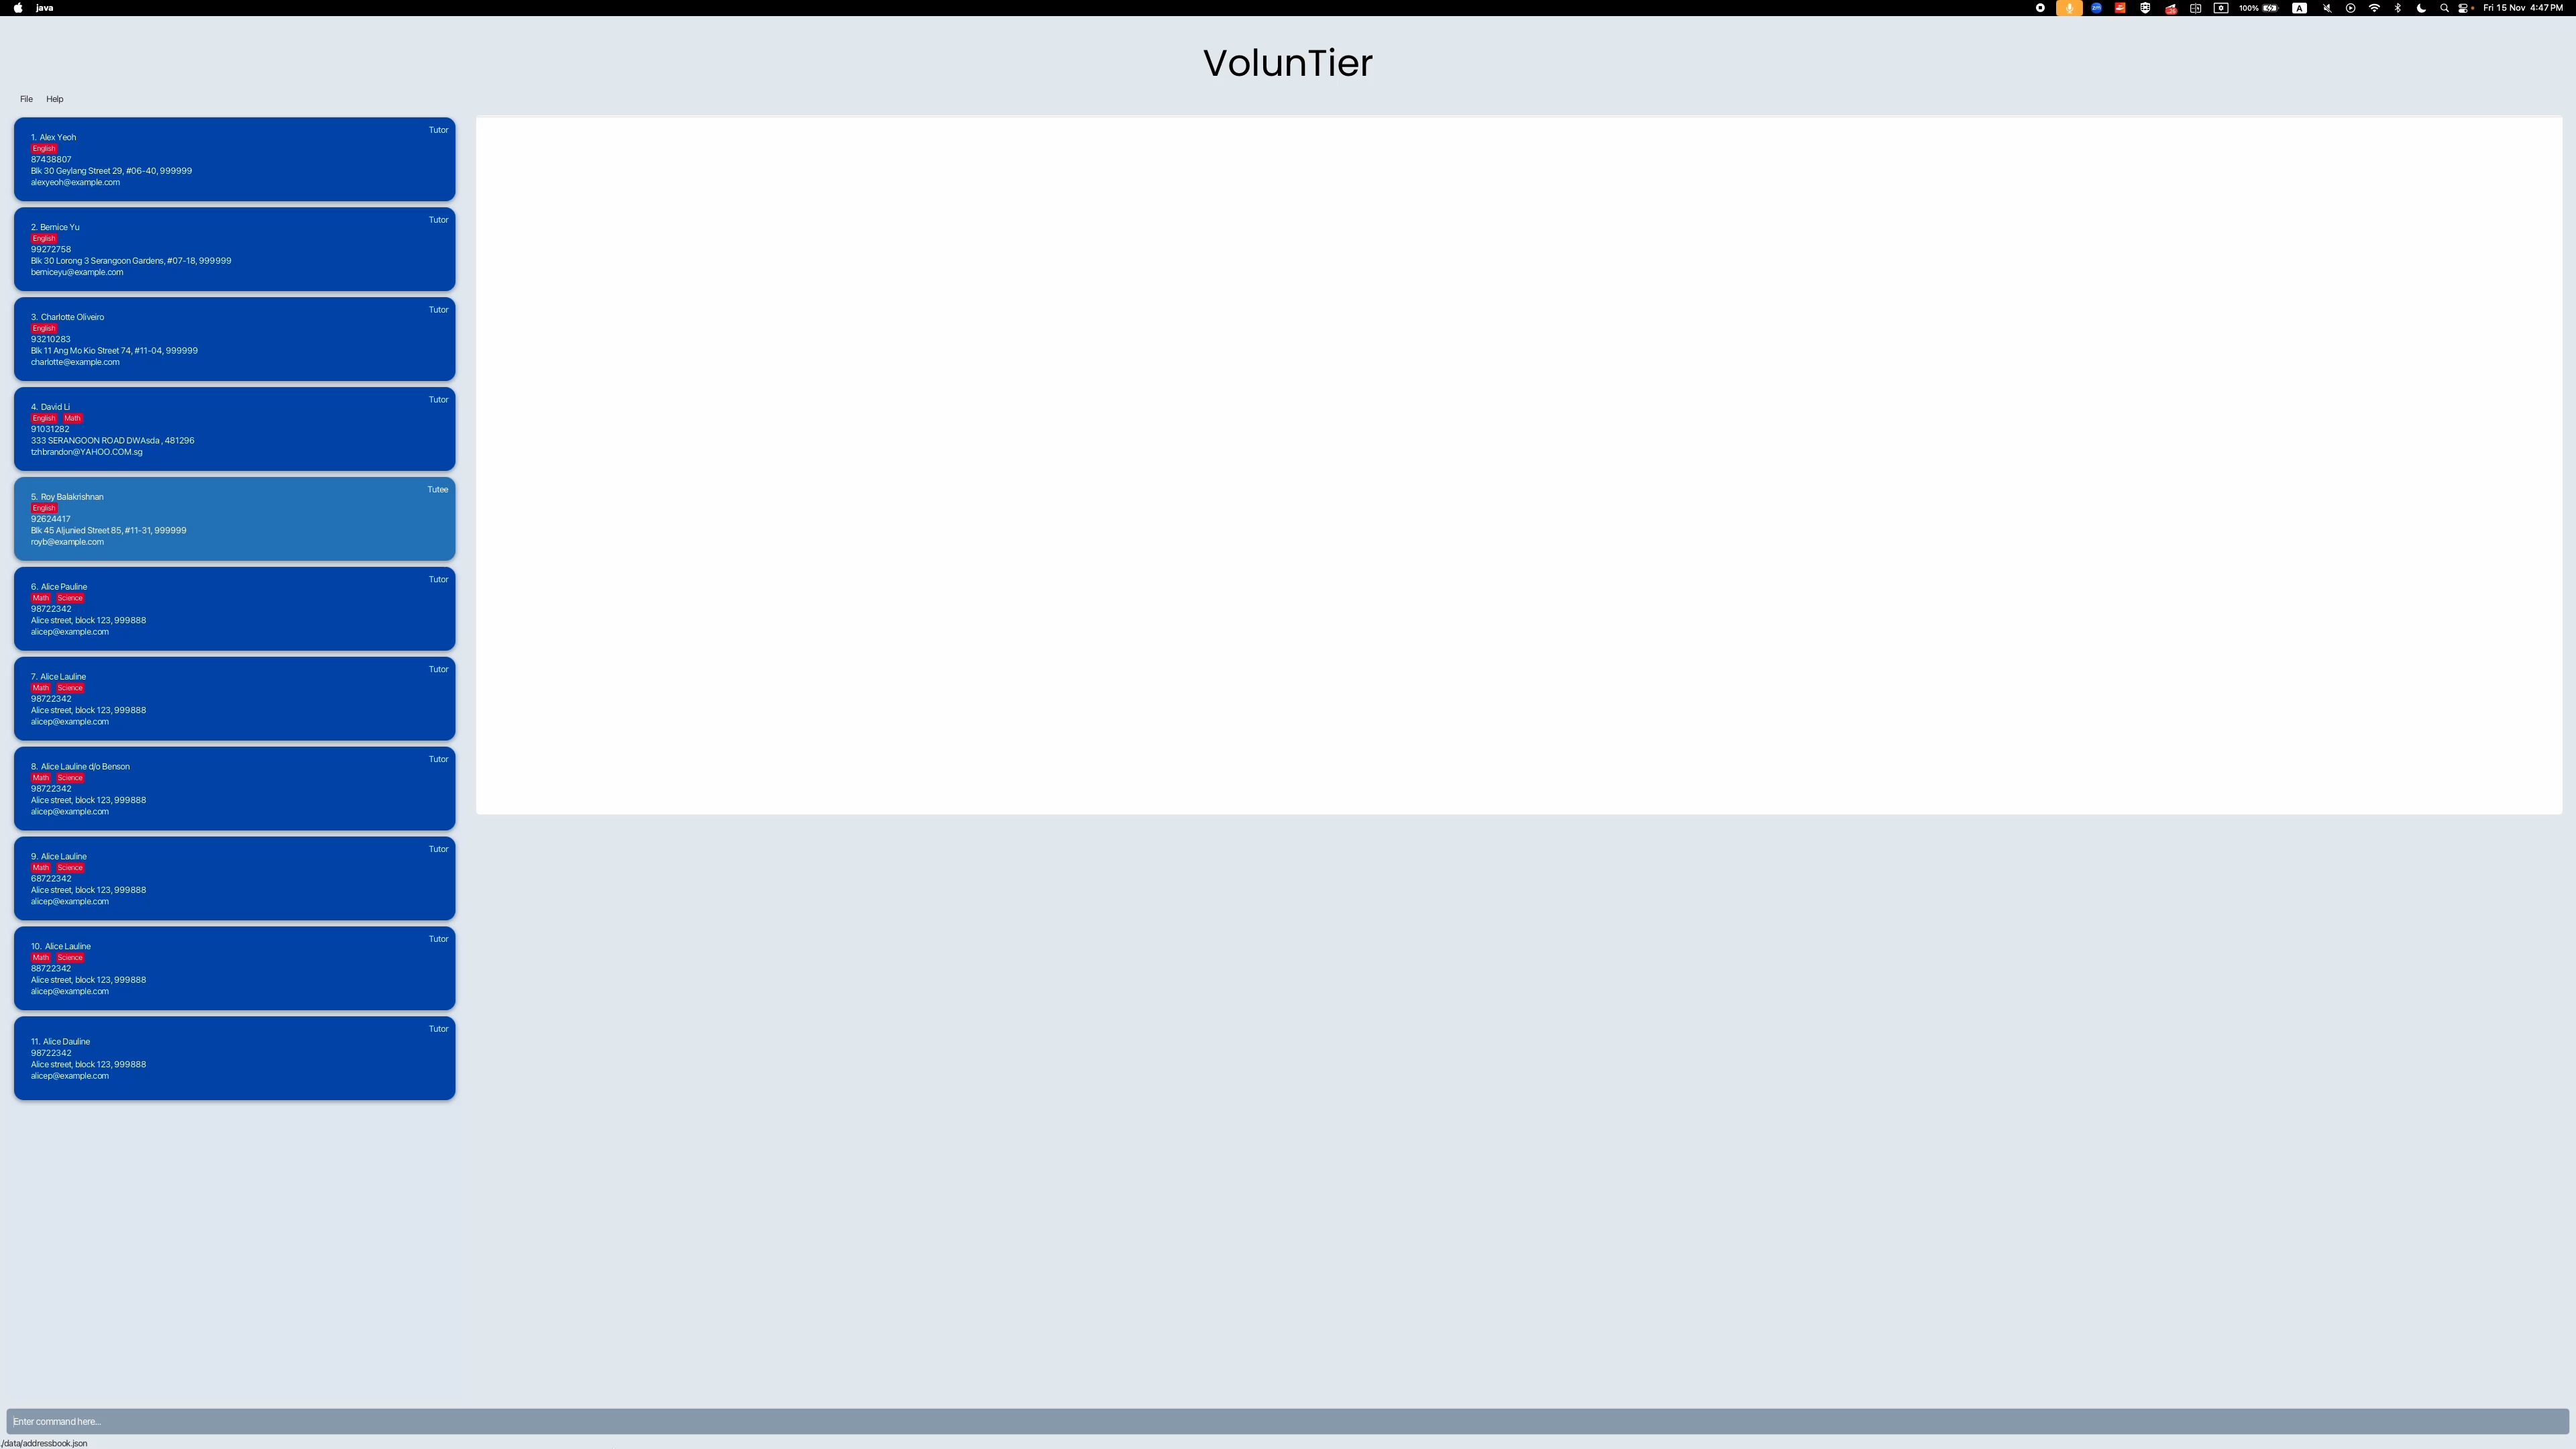 java
100% A Fri 15 Nov 4:47 PM
VolunTier
File Help
Tutor
1. Alex Yeoh
English
87438807
Blk 30 Geylang Street 29, #06-40, 999999
alexyeoh@example.com
Tutor
2. Bernice Yu
English
99272758
Blk 30 Lorong 3 Serangoon Gardens, #07-18, 999999
berniceyu@example.com
Tutor
3. Charlotte Oliveiro
English
93210283
Blk 11 Ang Mo Kio Street 74, #11-04, 999999
charlotte@example.com
Tutor
4. David Li
English Math
91031282
333 SERANGOON ROAD DWAsda , 481296
tzhbrandon@YAHOO.COM.sg
Tutee
5. Roy Balakrishnan
English
92624417
Blk 45 Aljunied Street 85, #11-31, 999999
royb@example.com
Tutor
6. Alice Pauline
Math Science
98722342
Alice street, block 123, 999888
alicep@example.com
Tutor
7. Alice Lauline
Math Science
98722342
Alice street, block 123, 999888
alicep@example.com
Tutor
8. Alice Lauline d/o Benson
Math Science
98722342
Alice street, block 123, 999888
alicep@example.com
Tutor
9. Alice Lauline
Math Science
68722342
Alice street, block 123, 999888
alicep@example.com
Tutor
10. Alice Lauline
Math Science
88722342
Alice street, block 123, 999888
alicep@example.com
Tutor
11. Alice Dauline
98722342
Alice street, block 123, 999888
alicep@example.com
Enter command here...
./data/addressbook.json